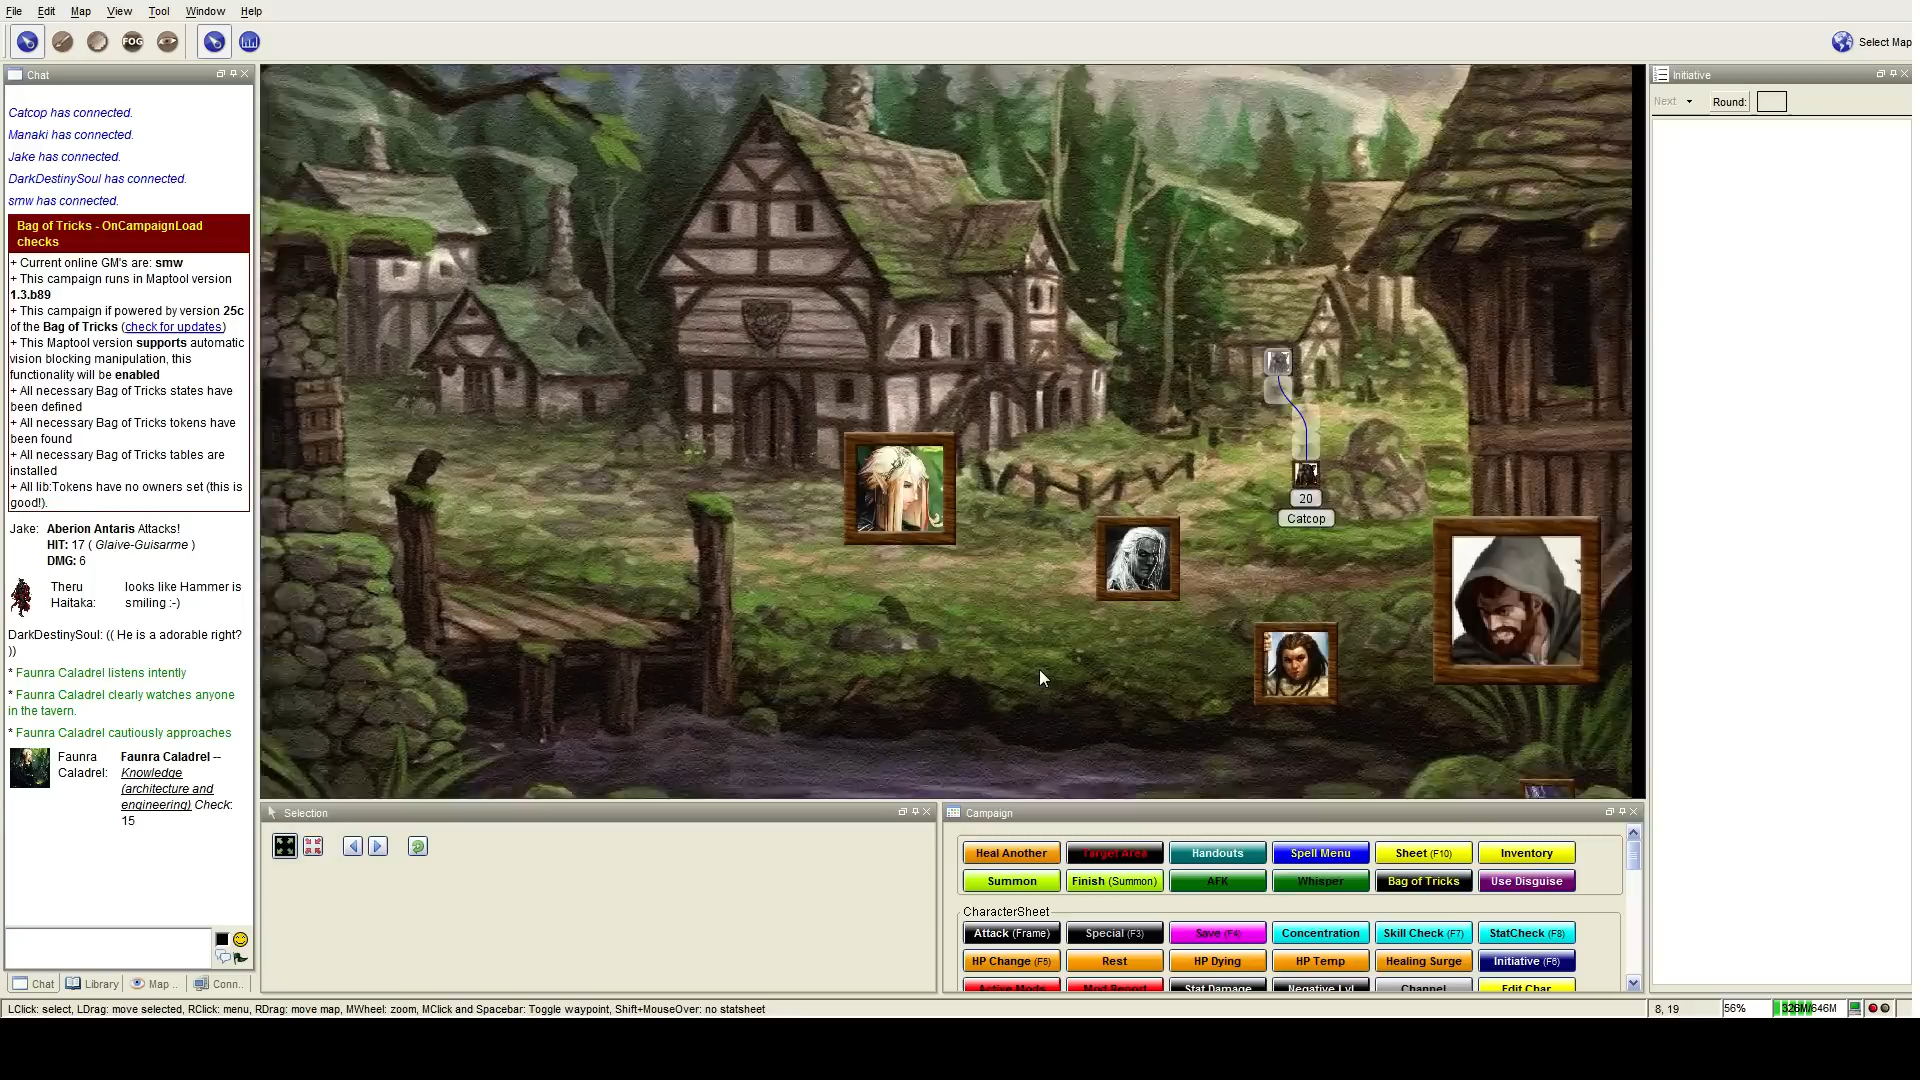 File Edit Map View Tool Window Help
FOG
Select Map
Chat
Catcop has connected.
Manaki has connected.
Jake has connected.
DarkDestinySoul has connected.
smw has connected.
Bag of Tricks - OnCampaignLoad
checks
+ Current online GM's are: smw
+ This campaign runs in Maptool version
1.3.b89
+ This campaign if powered by version 25c
of the Bag of Tricks (check for updates)
+ This Maptool version supports automatic
vision blocking manipulation, this
functionality will be enabled
+ All necessary Bag of Tricks states have
been defined
+ All necessary Bag of Tricks tokens have
been found
+ All necessary Bag of Tricks tables are
installed
+ All lib:Tokens have no owners set (this is
good!).
Jake: Aberion Antaris Attacks!
HIT: 17 ( Glaive-Guisarme )
DMG: 6
Theru looks like Hammer is
Haitaka: smiling :-)
DarkDestinySoul: (( He is a adorable right?
))
* Faunra Caladrel listens intently
* Faunra Caladrel clearly watches anyone
in the tavern.
* Faunra Caladrel cautiously approaches
Faunra Faunra Caladrel --
Caladrel: Knowledge
(architecture and
engineering) Check:
15
Chat Library Map .. Conn..
20
Catcop
Initiative
Next Round:
Selection
Campaign
Heal Another Target Area Handouts Spell Menu Sheet (F10) Inventory
Summon Finish (Summon) AFK Whisper Bag of Tricks Use Disguise
CharacterSheet
Attack (Frame) Special (F3) Save (F4) Concentration Skill Check (F7) StatCheck (F8)
HP Change (F5) Rest HP Dying HP Temp Healing Surge Initiative (F6)
Active Mods Mod Report Stat Damage Negative Lvl Channel Edit Char
LClick: select, LDrag: move selected, RClick: menu, RDrag: move map, MWheel: zoom, MClick and Spacebar: Toggle waypoint, Shift+MouseOver: no statsheet
8, 19 56% 326M/646M